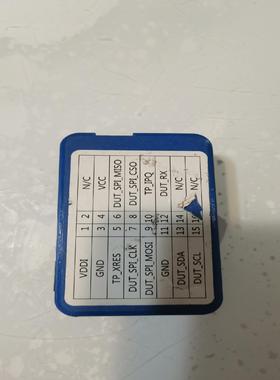 VDDI 1 2 N/C
GND 3 4 VCC
TP_XRES 5 6 DUT_SPI_MISO
DUT_SPI_CLK 7 8 DUT_SPI_CSO
DUT_SPI_MOSI 9 10 TP_IPQ
GND 11 12 DUT_RX
DUT_SDA 13 14 N/C
DUT_SCL 15 N/C